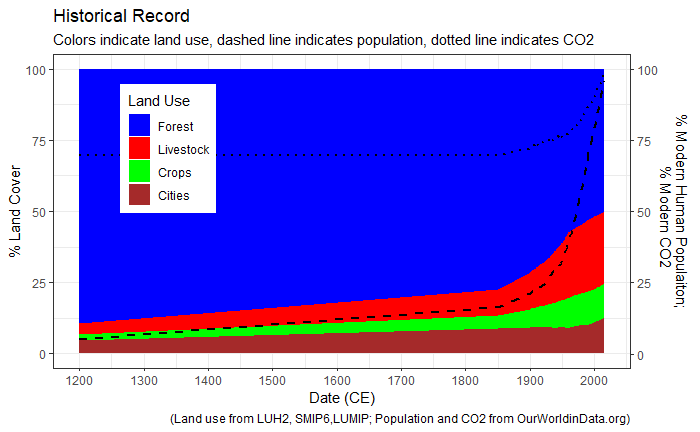 Historical Record
Colors indicate land use, dashed line indicates population, dotted line indicates CO2
100
75
50
25
0
% Land Cover
Land Use
Forest
Livestock
Crops
Cities
100
75
50
25
0
% Modern Human Populaiton;
% Modern CO2
1200
1300
1400
1500
1600
1700
1800
1900
2000
Date (CE)
(Land use from LUH2, SMIP6,LUMIP; Population and CO2 from OurWorldinData.org)